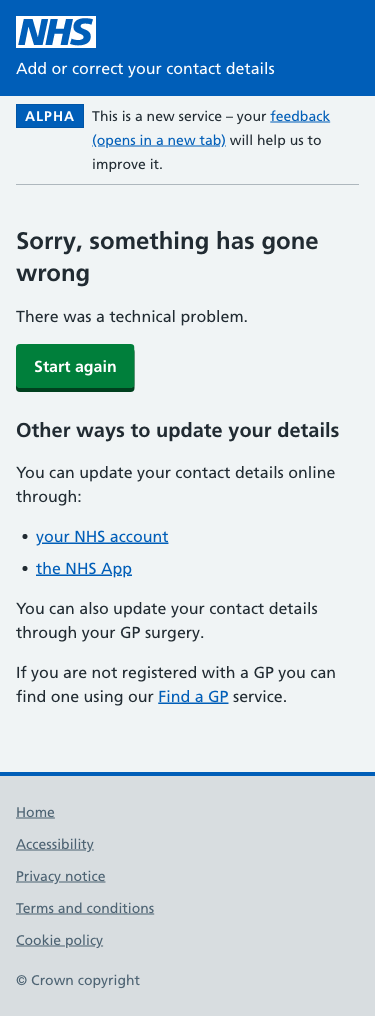 NHS
Add or correct your contact details
ALPHA This is a new service – your feedback
(opens in a new tab) will help us to
improve it.
Sorry, something has gone
wrong
There was a technical problem.
Start again
Other ways to update your details
You can update your contact details online
through:
• your NHS account
• the NHS App
You can also update your contact details
through your GP surgery.
If you are not registered with a GP you can
find one using our Find a GP service.
Home
Accessibility
Privacy notice
Terms and conditions
Cookie policy
© Crown copyright